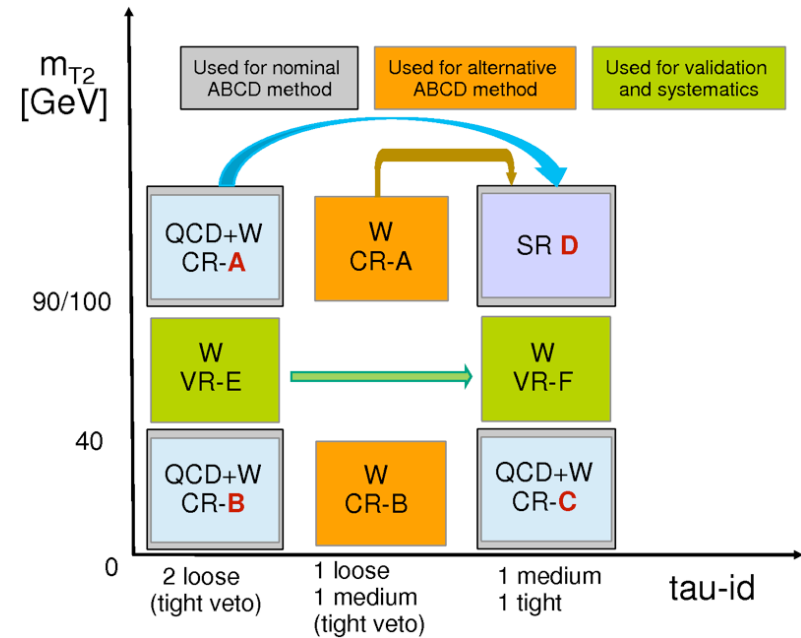 m_T2
[GeV]
Used for nominal
ABCD method
Used for alternative
ABCD method
Used for validation
and systematics
QCD+W
CR-A
W
CR-A
SR D
90/100
W
VR-E
W
VR-F
40
QCD+W
CR-B
W
CR-B
QCD+W
CR-C
0
2 loose
(tight veto)
1 loose
1 medium
(tight veto)
1 medium
1 tight
tau-id